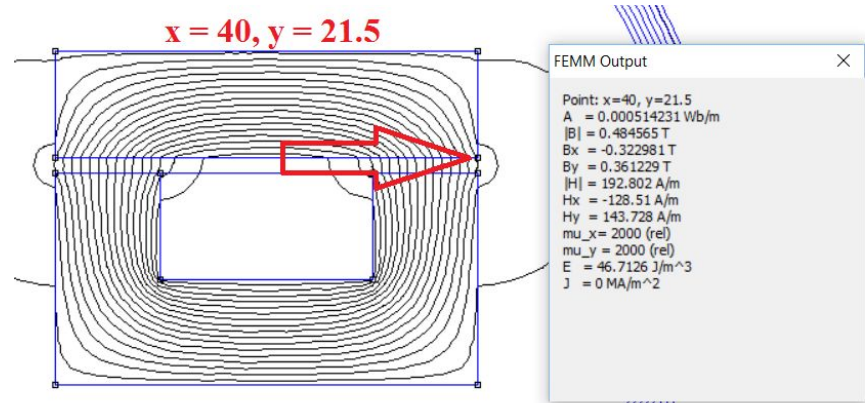 x = 40, y = 21.5
FEMM Output
Point: x=40, y=21.5
A = 0.000514231 Wb/m
|B| = 0.484565 T
Bx = -0.322981 T
By = 0.361229 T
|H| = 192.802 A/m
Hx = -128.51 A/m
Hy = 143.728 A/m
mu_x= 2000 (rel)
mu_y = 2000 (rel)
E = 46.7126 J/m^3
J = 0 MA/m^2